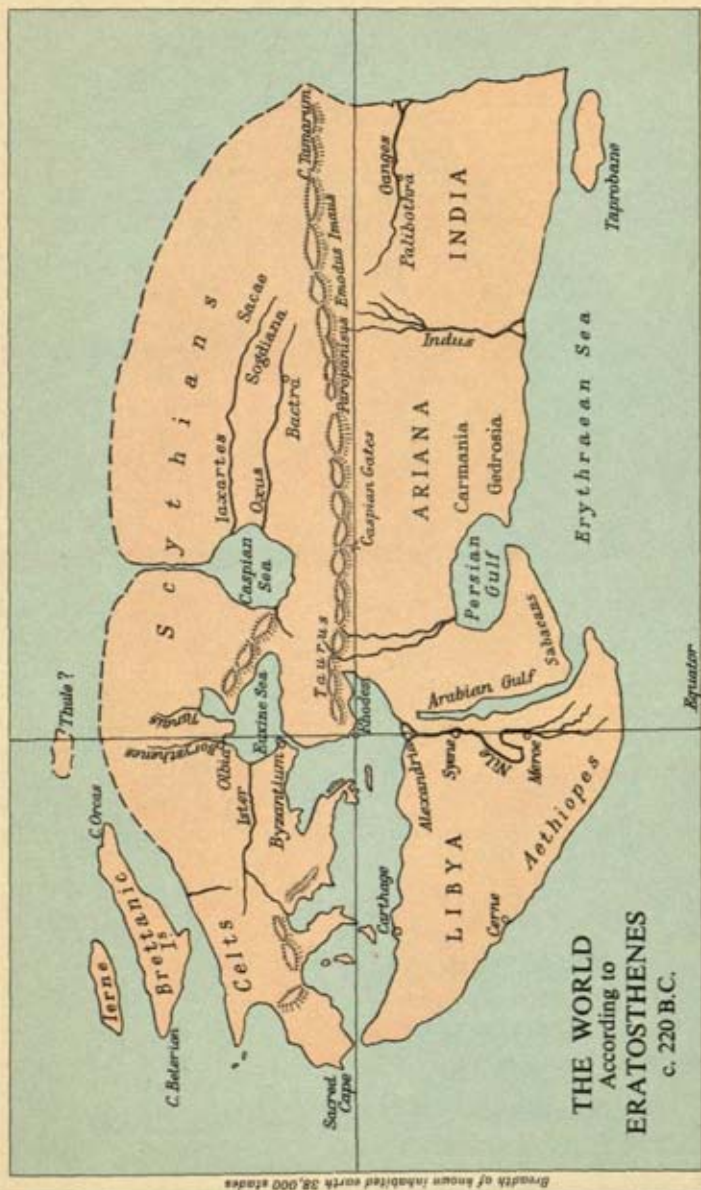 Thule ?
C. Orcas
Ierne
Brettanic
Is.
C. Belerian
Scythians
Tanais
Borysthenes
Olbia
Ister
Celts
Euxine Sea
Byzantium
Caspian
Sea
Iaxartes
Oxus
Sacae
Sogdiana
Bactra
C. Tamarum
Imaus
Emodus
Paropanisus
Caspian Gates
Taurus
Rhodes
Sacred
Cape
Carthage
Alexandria
Syene
Nile
Meroe
LIBYA
Cerne
Aethiopes
Arabian Gulf
Sabaeans
Persian
Gulf
ARIANA
Carmania
Gedrosia
Indus
Ganges
Palibothra
INDIA
Taprobane
Erythraean Sea
Equator
THE WORLD
According to
ERATOSTHENES
c. 220 B.C.
Breadth of known inhabited earth 38,000 stades